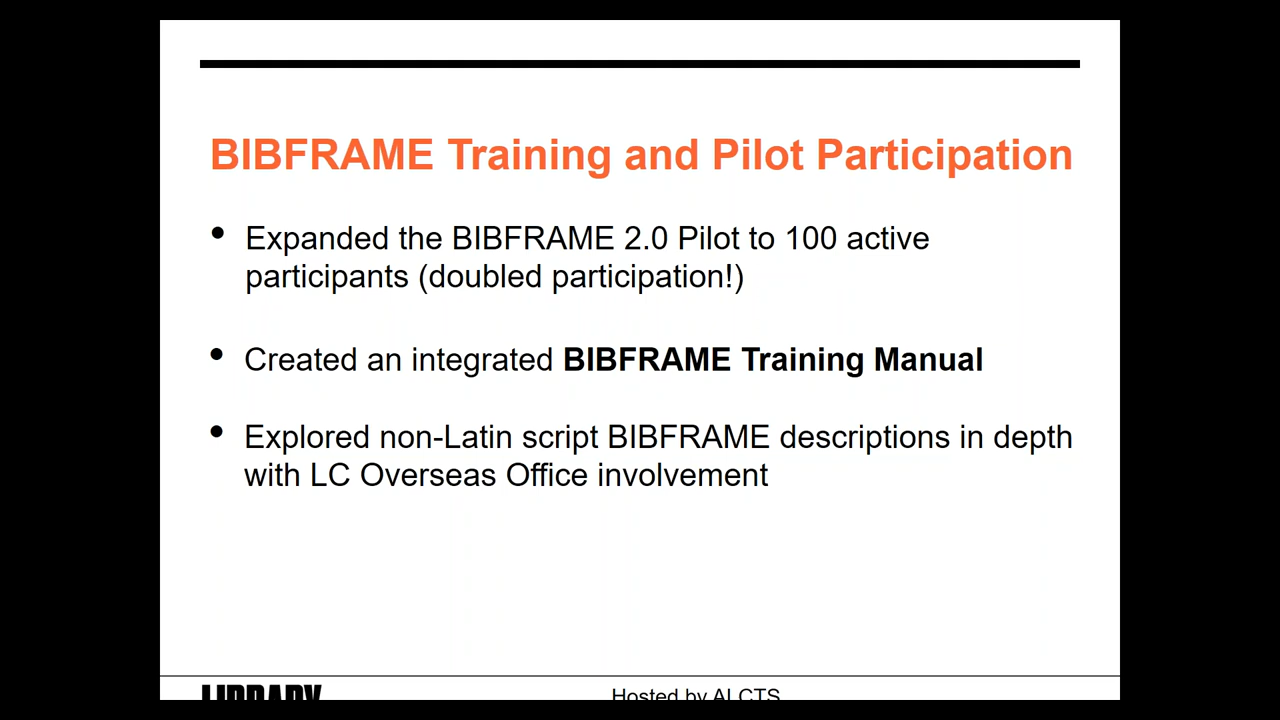 BIBFRAME Training and Pilot Participation
• Expanded the BIBFRAME 2.0 Pilot to 100 active
participants (doubled participation!)
• Created an integrated BIBFRAME Training Manual
• Explored non-Latin script BIBFRAME descriptions in depth
with LC Overseas Office involvement
LIBRARY
Hosted by ALCTS